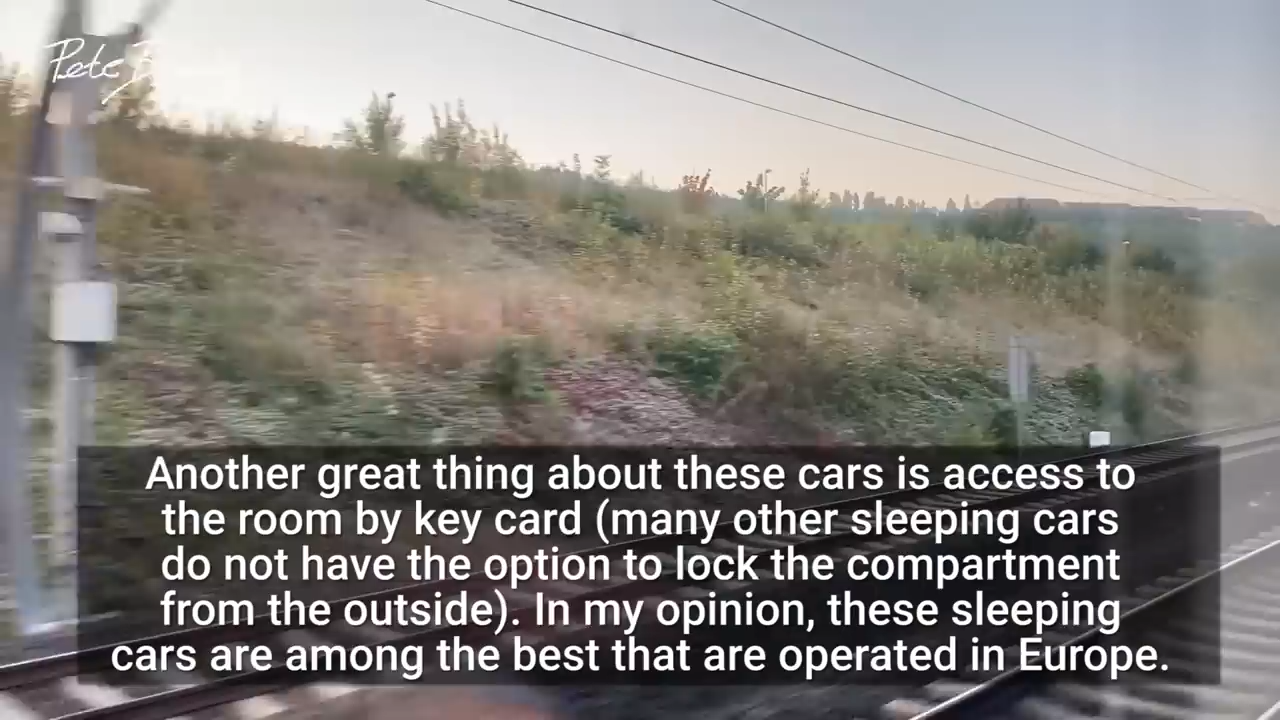 Pete
Another great thing about these cars is access to
the room by key card (many other sleeping cars
do not have the option to lock the compartment
from the outside). In my opinion, these sleeping
cars are among the best that are operated in Europe.